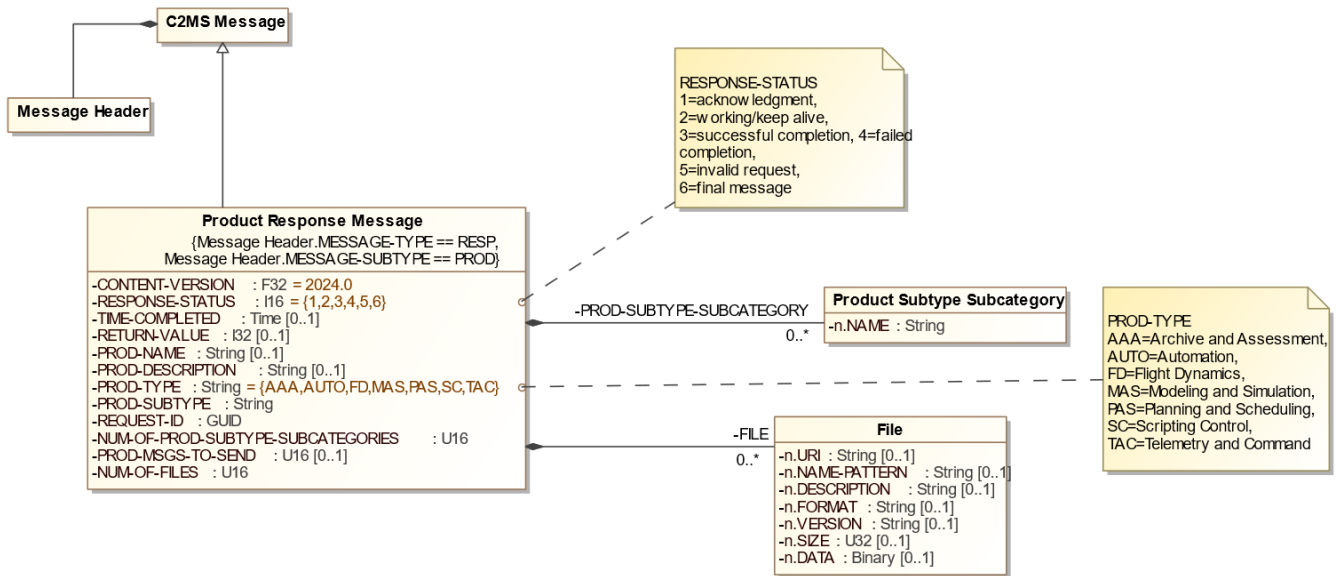 C2MS Message
Message Header
RESPONSE-STATUS
1=acknowledgment,
2=working/keep alive,
3=successful completion, 4=failed
completion,
5=invalid request,
6=final message
Product Response Message
{Message Header.MESSAGE-TYPE == RESP,
Message Header.MESSAGE-SUBTYPE == PROD}
-CONTENT-VERSION : F32 = 2024.0
-RESPONSE-STATUS : I16 = {1,2,3,4,5,6}
-TIME-COMPLETED : Time [0..1]
-RETURN-VALUE : I32 [0..1]
-PROD-NAME : String [0..1]
-PROD-DESCRIPTION : String [0..1]
-PROD-TYPE : String = {AAA,AUTO,FD,MAS,PAS,SC,TAC}
-PROD-SUBTYPE : String
-REQUEST-ID : GUID
-NUM-OF-PROD-SUBTYPE-SUBCATEGORIES : U16
-PROD-MSGS-TO-SEND : U16 [0..1]
-NUM-OF-FILES : U16
-PROD-SUBTYPE-SUBCATEGORY
0..*
Product Subtype Subcategory
-n.NAME : String
PROD-TYPE
AAA=Archive and Assessment,
AUTO=Automation,
FD=Flight Dynamics,
MAS=Modeling and Simulation,
PAS=Planning and Scheduling,
SC=Scripting Control,
TAC=Telemetry and Command
-FILE
0..*
File
-n.URI : String [0..1]
-n.NAME-PATTERN : String [0..1]
-n.DESCRIPTION : String [0..1]
-n.FORMAT : String [0..1]
-n.VERSION : String [0..1]
-n.SIZE : U32 [0..1]
-n.DATA : Binary [0..1]